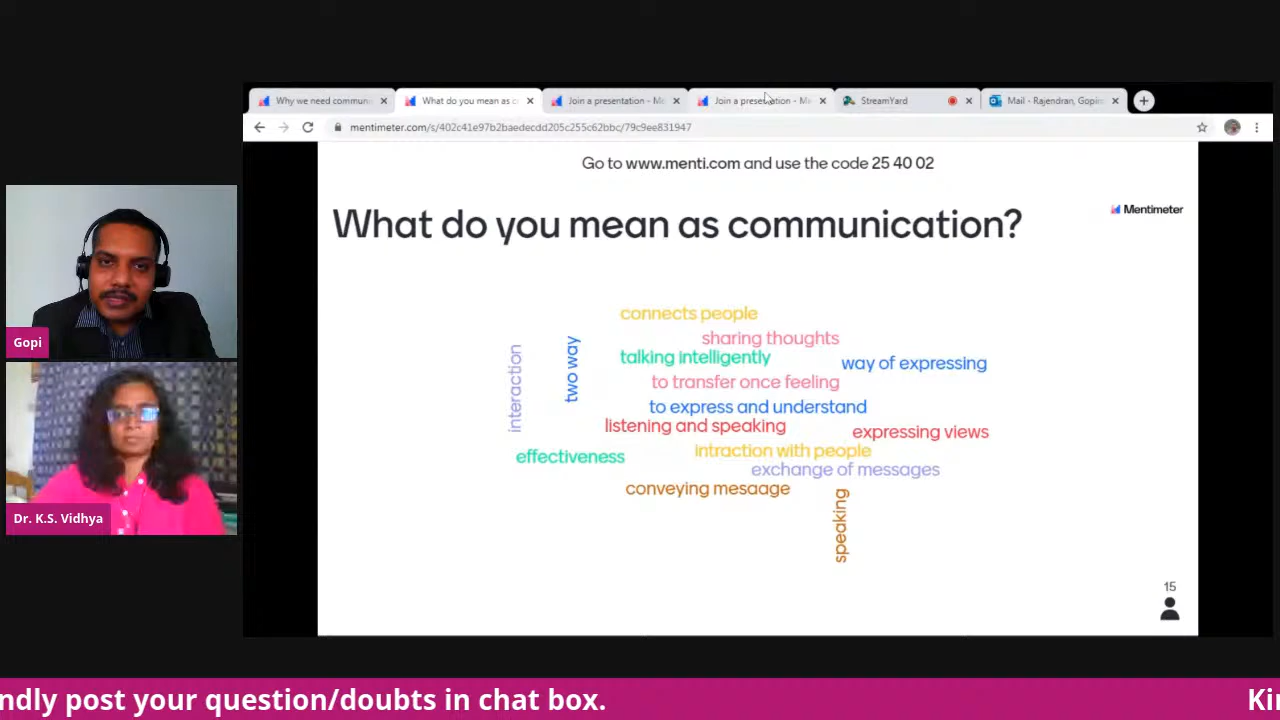 Why we need commun
What do you mean as c
Join a presentation - Me
Join a presentation - Me
StreamYard
Mail - Rajendran, Gopin
mentimeter.com/s/402c41e97b2baedecdd205c255c62bbc/79c9ee831947
Go to www.menti.com and use the code 25 40 02
Mentimeter
What do you mean as communication?
connects people
sharing thoughts
talking intelligently
way of expressing
to transfer once feeling
interaction
two way
to express and understand
listening and speaking
expressing views
intraction with people
effectiveness
exchange of messages
conveying mesaage
speaking
15
Gopi
Dr. K.S. Vidhya
ndly post your question/doubts in chat box.
Kin